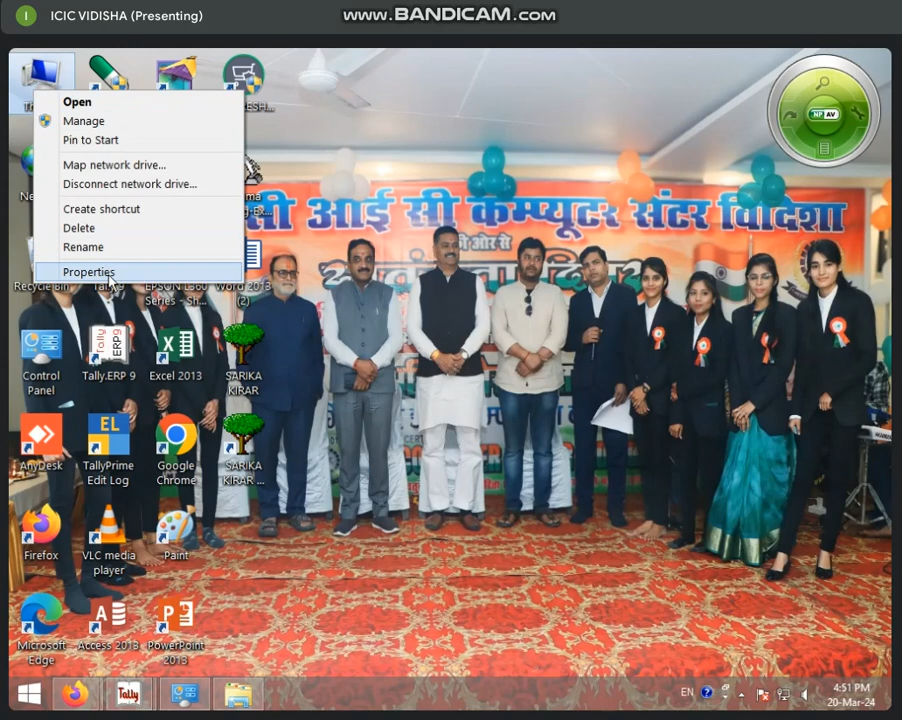 I ICIC VIDISHA (Presenting)
www.BANDICAM.com
Open
Manage
Pin to Start
Map network drive...
Disconnect network drive...
Create shortcut
Delete
Rename
Properties
NP AV
सी आई सी कम्प्यूटर सेंटर विदिशा
की ओर से
Recycle Bin
EPSON L360
Series - Sh...
Word 2013
(2)
Control
Panel
Tally.ERP 9
Excel 2013
SARIKA
KIRAR
AnyDesk
TallyPrime
Edit Log
Google
Chrome
SARIKA
KIRAR ...
Firefox
VLC media
player
Paint
Microsoft
Edge
Access 2013
PowerPoint
2013
Tally
EN
4:51 PM
20-Mar-24